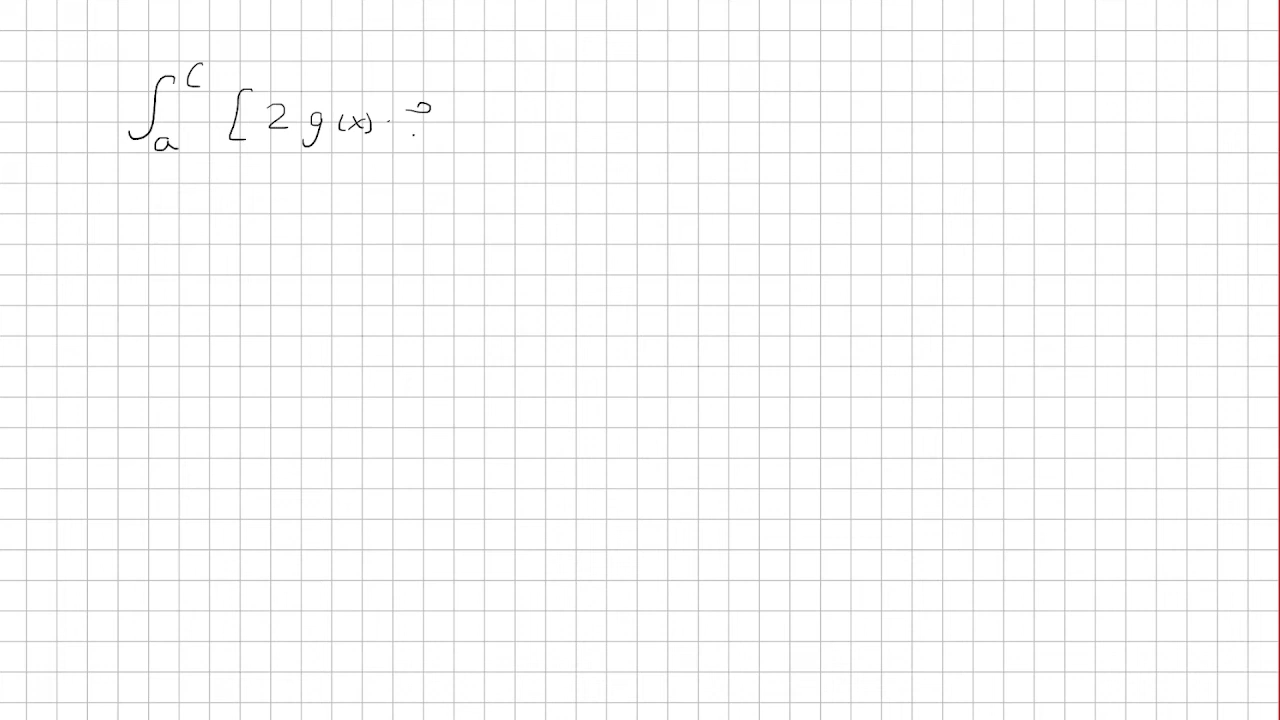 ∫_a^c [ 2 g(x) · ?